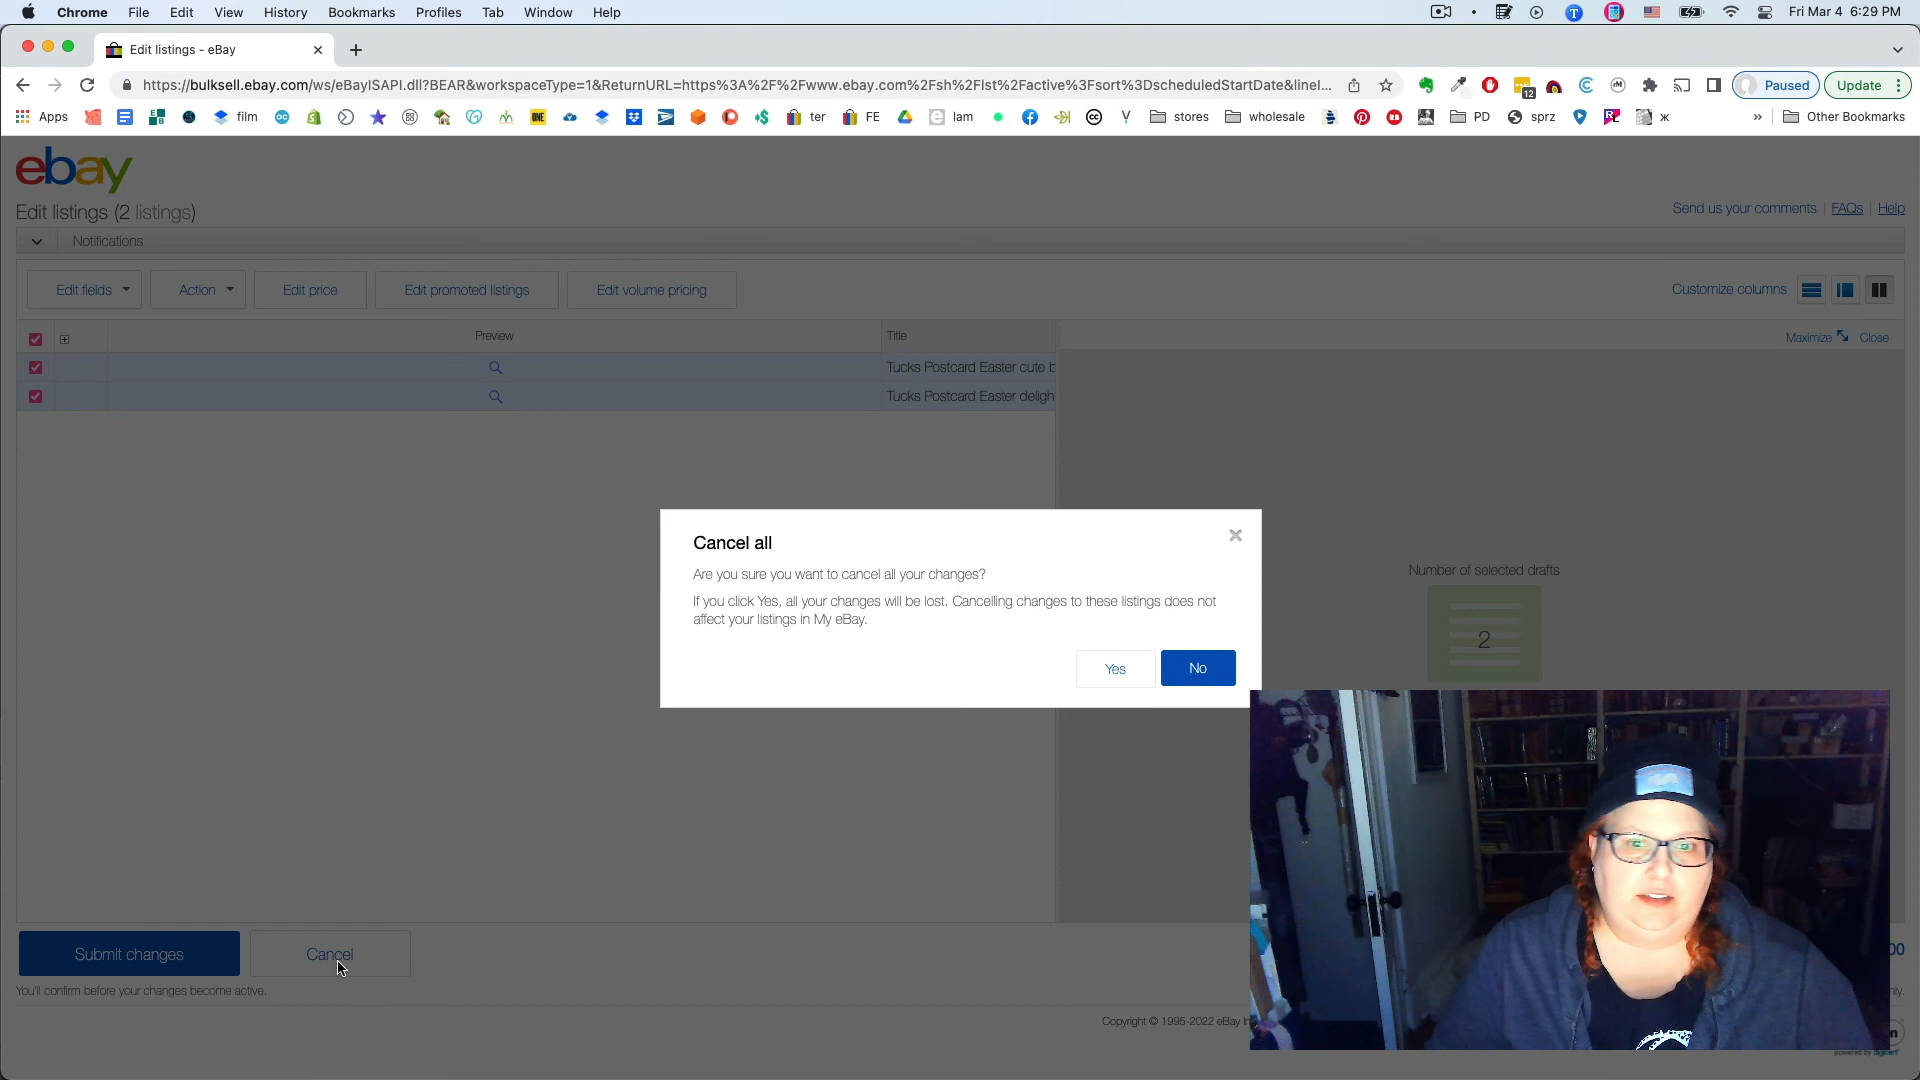 Chrome File Edit View History Bookmarks Profiles Tab Window Help Fri Mar 4 6:29 PM
Edit listings - eBay
https://bulksell.ebay.com/ws/eBayISAPI.dll?BEAR&workspaceType=1&ReturnURL=https%3A%2F%2Fwww.ebay.com%2Fsh%2Flst%2Factive%3Fsort%3DscheduledStartDate&lineI... 12 Paused Update
Apps film ONE ter FE lam stores wholesale PD sprz ж » Other Bookmarks
ebay
Edit listings (2 listings) Send us your comments FAQs Help
Notifications
Edit fields Action Edit price Edit promoted listings Edit volume pricing Customize columns
Preview Title Maximize Close
Tucks Postcard Easter cute b
Tucks Postcard Easter deligh
Cancel all
Are you sure you want to cancel all your changes?
If you click Yes, all your changes will be lost. Cancelling changes to these listings does not
affect your listings in My eBay.
Yes No
Number of selected drafts
2
Submit changes Cancel
You'll confirm before your changes become active.
Copyright © 1995-2022 eBay In
powered by digicert